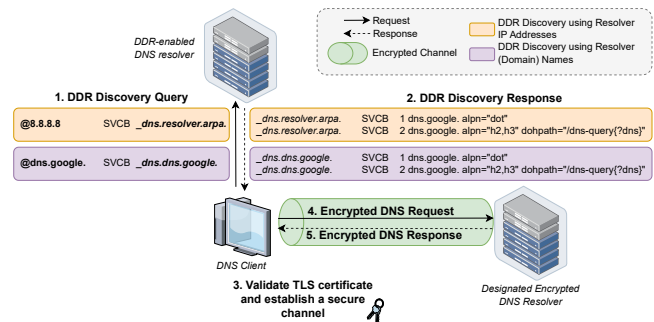 Request
Response
Encrypted Channel
DDR Discovery using Resolver
IP Addresses
DDR Discovery using Resolver
(Domain) Names
DDR-enabled
DNS resolver
1. DDR Discovery Query
2. DDR Discovery Response
@8.8.8.8 SVCB _dns.resolver.arpa.
_dns.resolver.arpa. SVCB 1 dns.google. alpn="dot"
_dns.resolver.arpa. SVCB 2 dns.google. alpn="h2,h3" dohpath="/dns-query{?dns}"
@dns.google. SVCB _dns.dns.google.
_dns.dns.google. SVCB 1 dns.google. alpn="dot"
_dns.dns.google. SVCB 2 dns.google. alpn="h2,h3" dohpath="/dns-query{?dns}"
4. Encrypted DNS Request
5. Encrypted DNS Response
DNS Client
3. Validate TLS certificate
and establish a secure
channel
Designated Encrypted
DNS Resolver